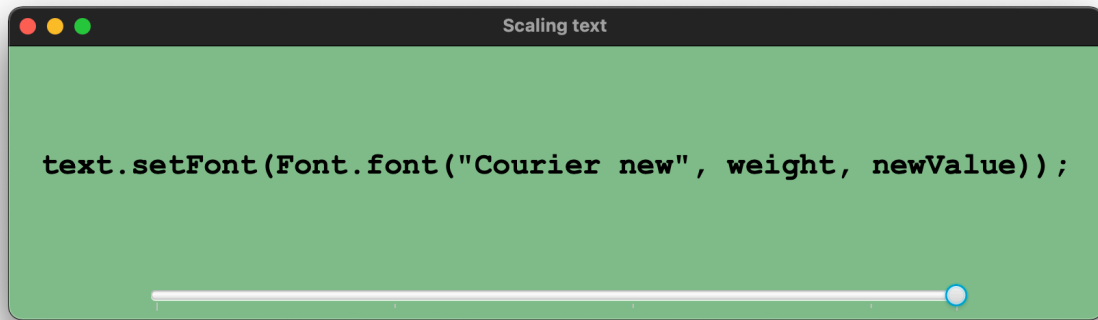 Scaling text
text.setFont(Font.font("Courier new", weight, newValue));